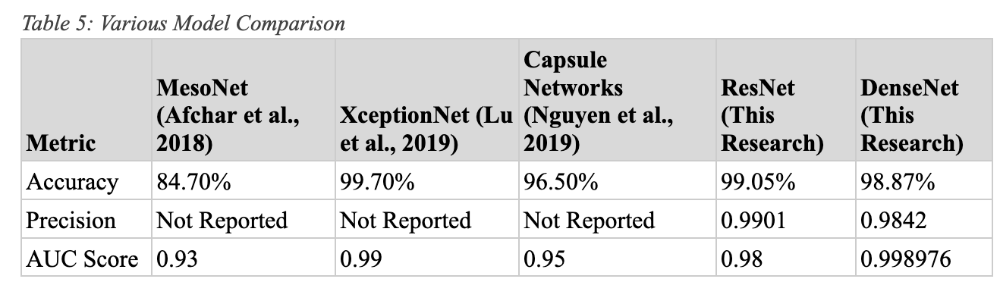 Table 5: Various Model Comparison
Metric
MesoNet
(Afchar et al.,
2018)
XceptionNet (Lu
et al., 2019)
Capsule
Networks
(Nguyen et al.,
2019)
ResNet
(This
Research)
DenseNet
(This
Research)
Accuracy 84.70% 99.70% 96.50% 99.05% 98.87%
Precision Not Reported Not Reported Not Reported 0.9901 0.9842
AUC Score 0.93 0.99 0.95 0.98 0.998976